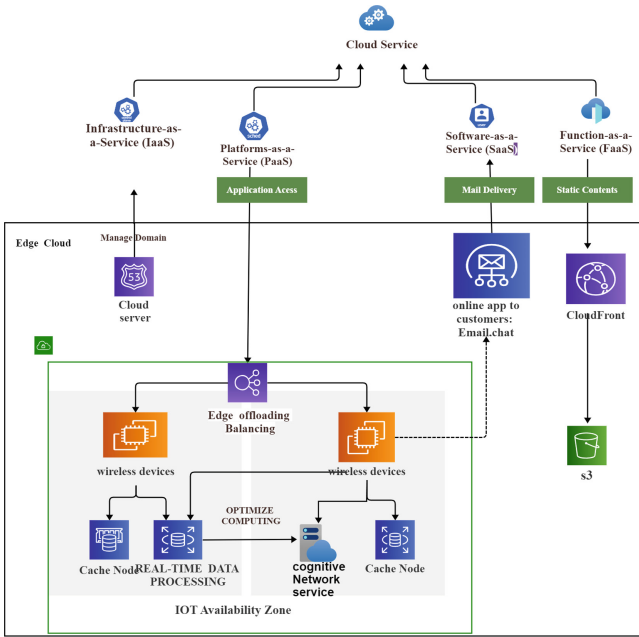 Cloud Service
Infrastructure-as-
a-Service (IaaS)
Platforms-as-a-
Service (PaaS)
Software-as-a-
Service (SaaS)
Function-as-a-
Service (FaaS)
Application Acess
Mail Delivery
Static Contents
Edge Cloud
Manage Domain
53
Cloud
server
online app to
customers:
Email.chat
CloudFront
Edge offloading
Balancing
wireless devices
wireless devices
s3
OPTIMIZE
COMPUTING
Cache Node
REAL-TIME DATA
PROCESSING
cognitive
Network
service
Cache Node
IOT Availability Zone